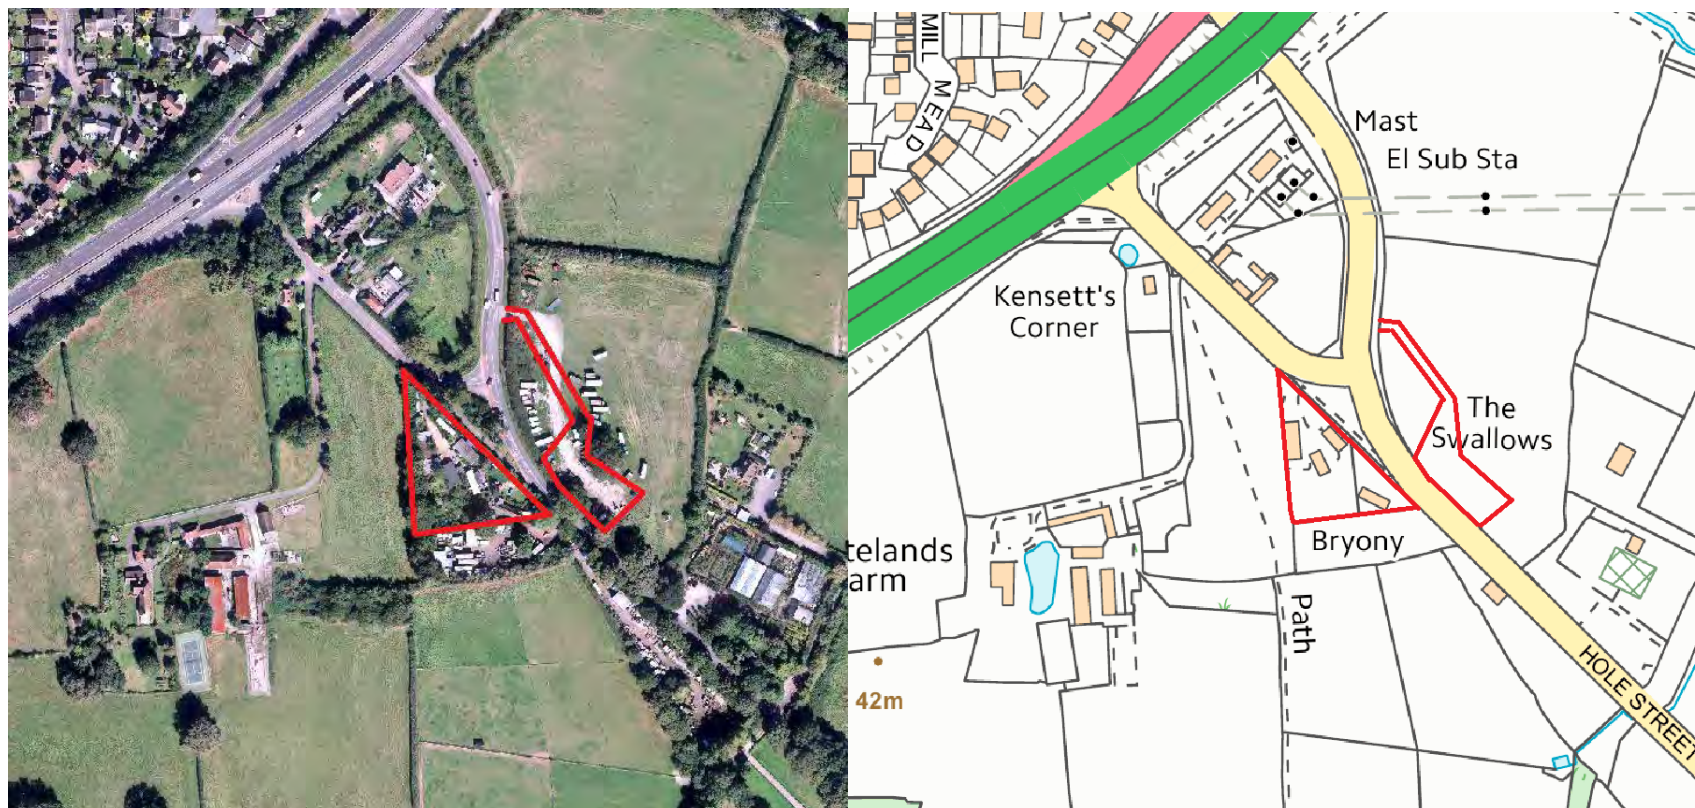 MILL MEAD
Mast
El Sub Sta
Kensett's
Corner
The
Swallows
telands
arm
Bryony
Path
42m
HOLE STREET